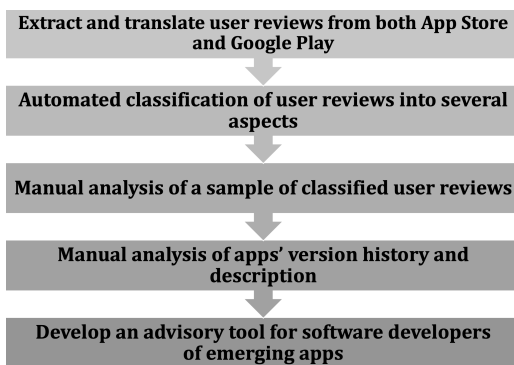 Extract and translate user reviews from both App Store
and Google Play
Automated classification of user reviews into several
aspects
Manual analysis of a sample of classified user reviews
Manual analysis of apps' version history and
description
Develop an advisory tool for software developers
of emerging apps